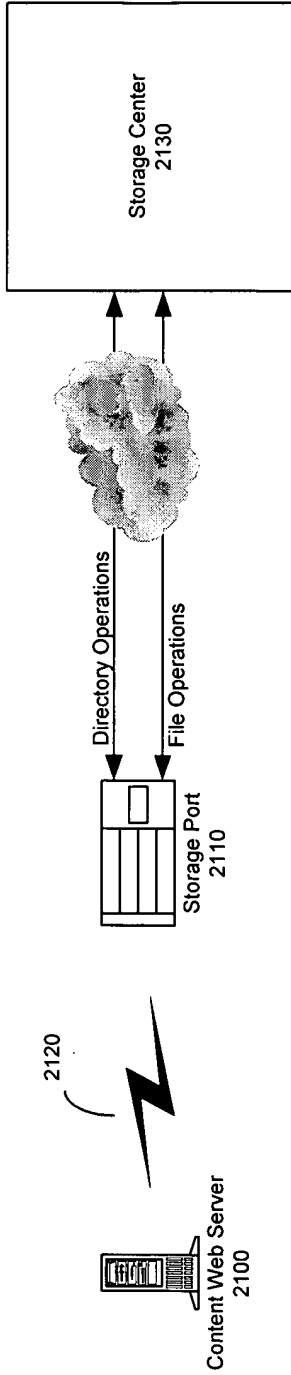 Content Web Server
2100
2120
Storage Port
2110
Directory Operations
File Operations
Storage Center
2130